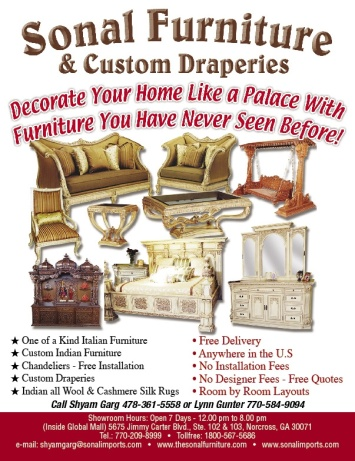 Sonal Furniture
& Custom Draperies
Decorate Your Home Like a Palace With
Furniture You Have Never Seen Before!
★ One of a Kind Italian Furniture
★ Custom Indian Furniture
★ Chandeliers - Free Installation
★ Custom Draperies
★ Indian all Wool & Cashmere Silk Rugs
• Free Delivery
• Anywhere in the U.S
• No Installation Fees
• No Designer Fees - Free Quotes
• Room by Room Layouts
Call Shyam Garg 478-361-5558 or Lynn Gunter 770-584-9094
Showroom Hours: Open 7 Days - 12.00 pm to 8.00 pm
(Inside Global Mall) 5675 Jimmy Carter Blvd., Ste. 102 & 103, Norcross, GA 30071
Tel.: 770-209-8999 • Tollfree: 1800-567-5686
e-mail: shyamgarg@sonalimports.com • www.thesonalfurniture.com • www.sonalimports.com